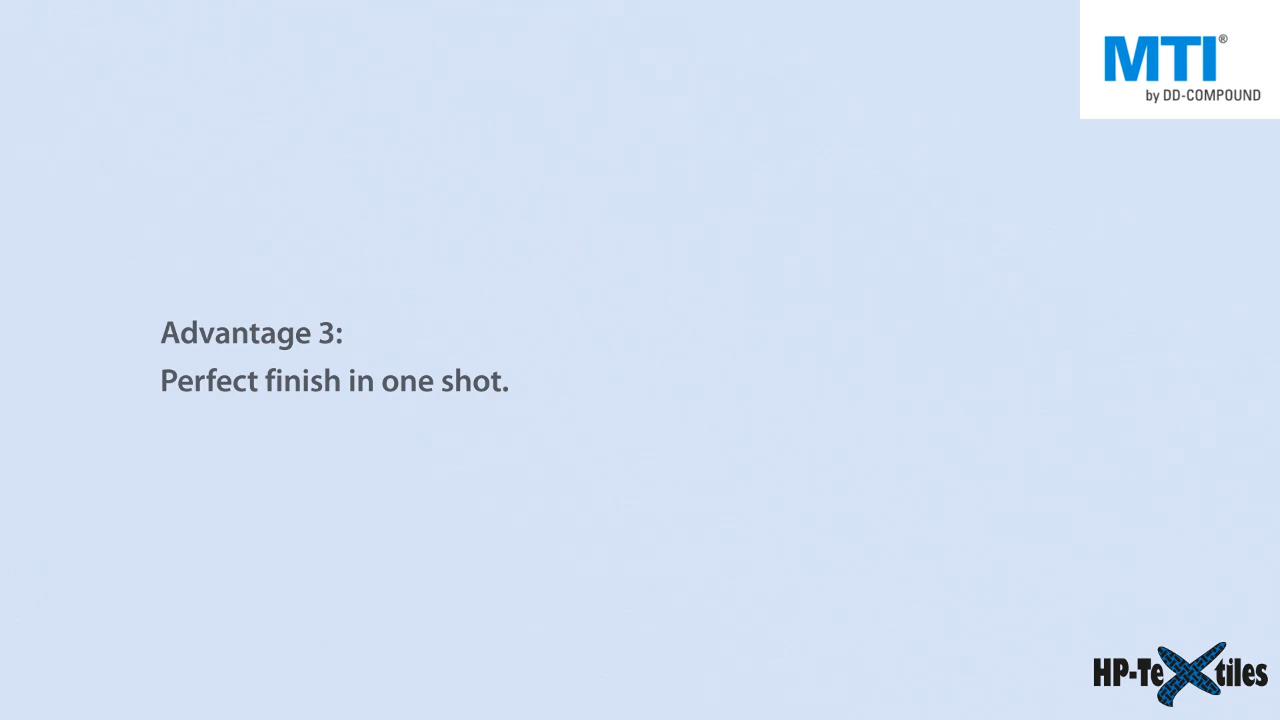 MTI®
by DD-COMPOUND
Advantage 3:
Perfect finish in one shot.
HP-TeXtiles